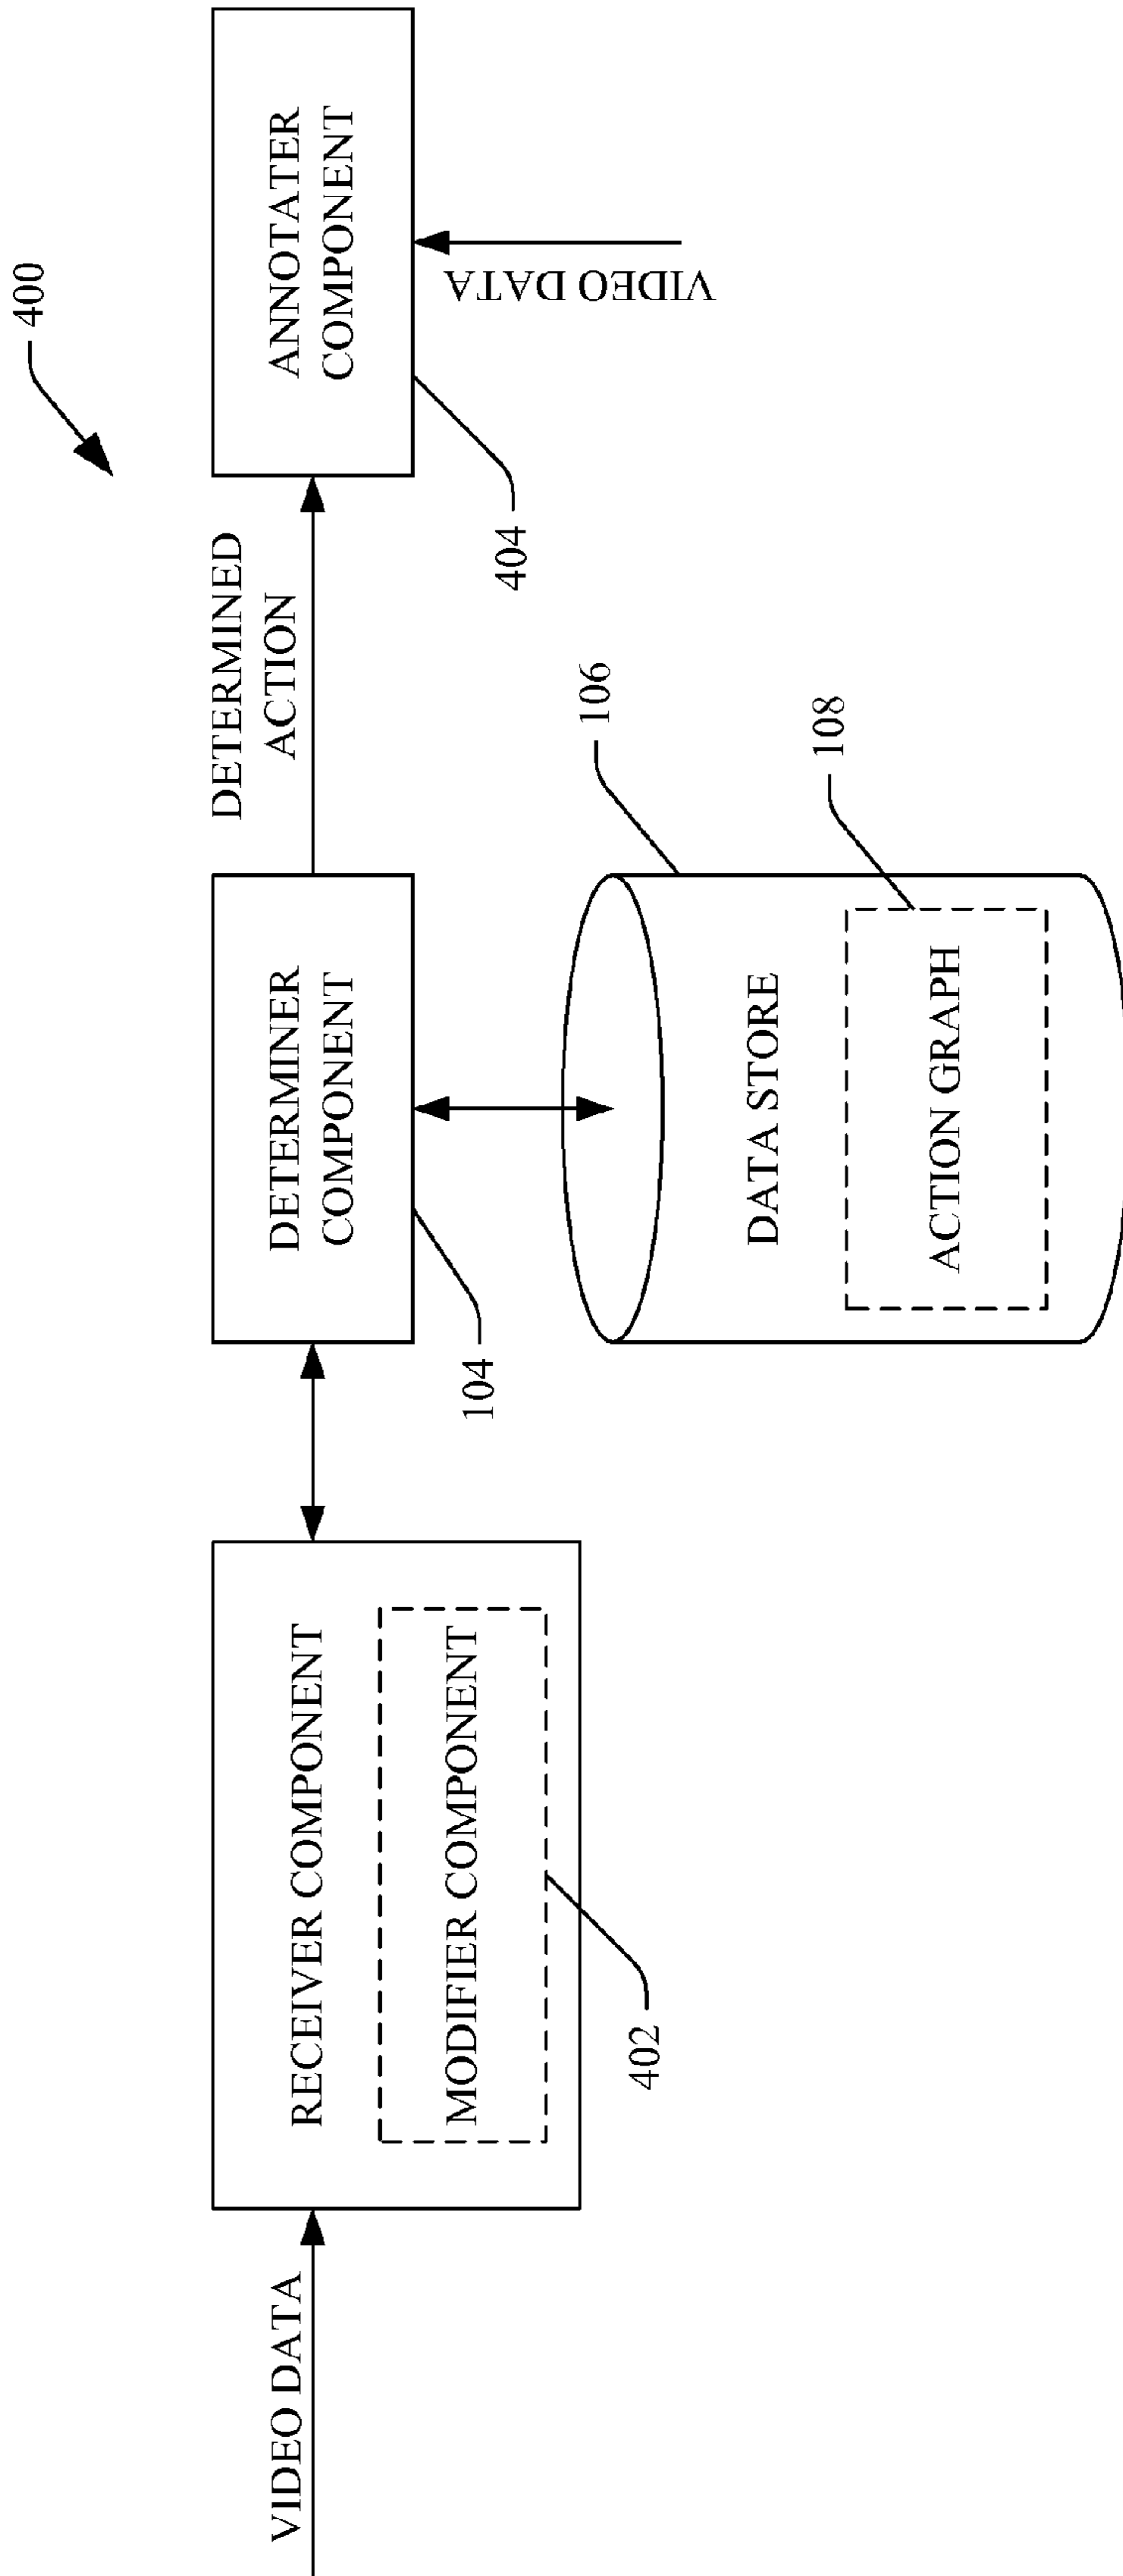 400
VIDEO DATA
RECEIVER COMPONENT
MODIFIER COMPONENT
402
DETERMINER
COMPONENT
104
DETERMINED
ACTION
ANNOTATER
COMPONENT
404
VIDEO DATA
106
DATA STORE
108
ACTION GRAPH